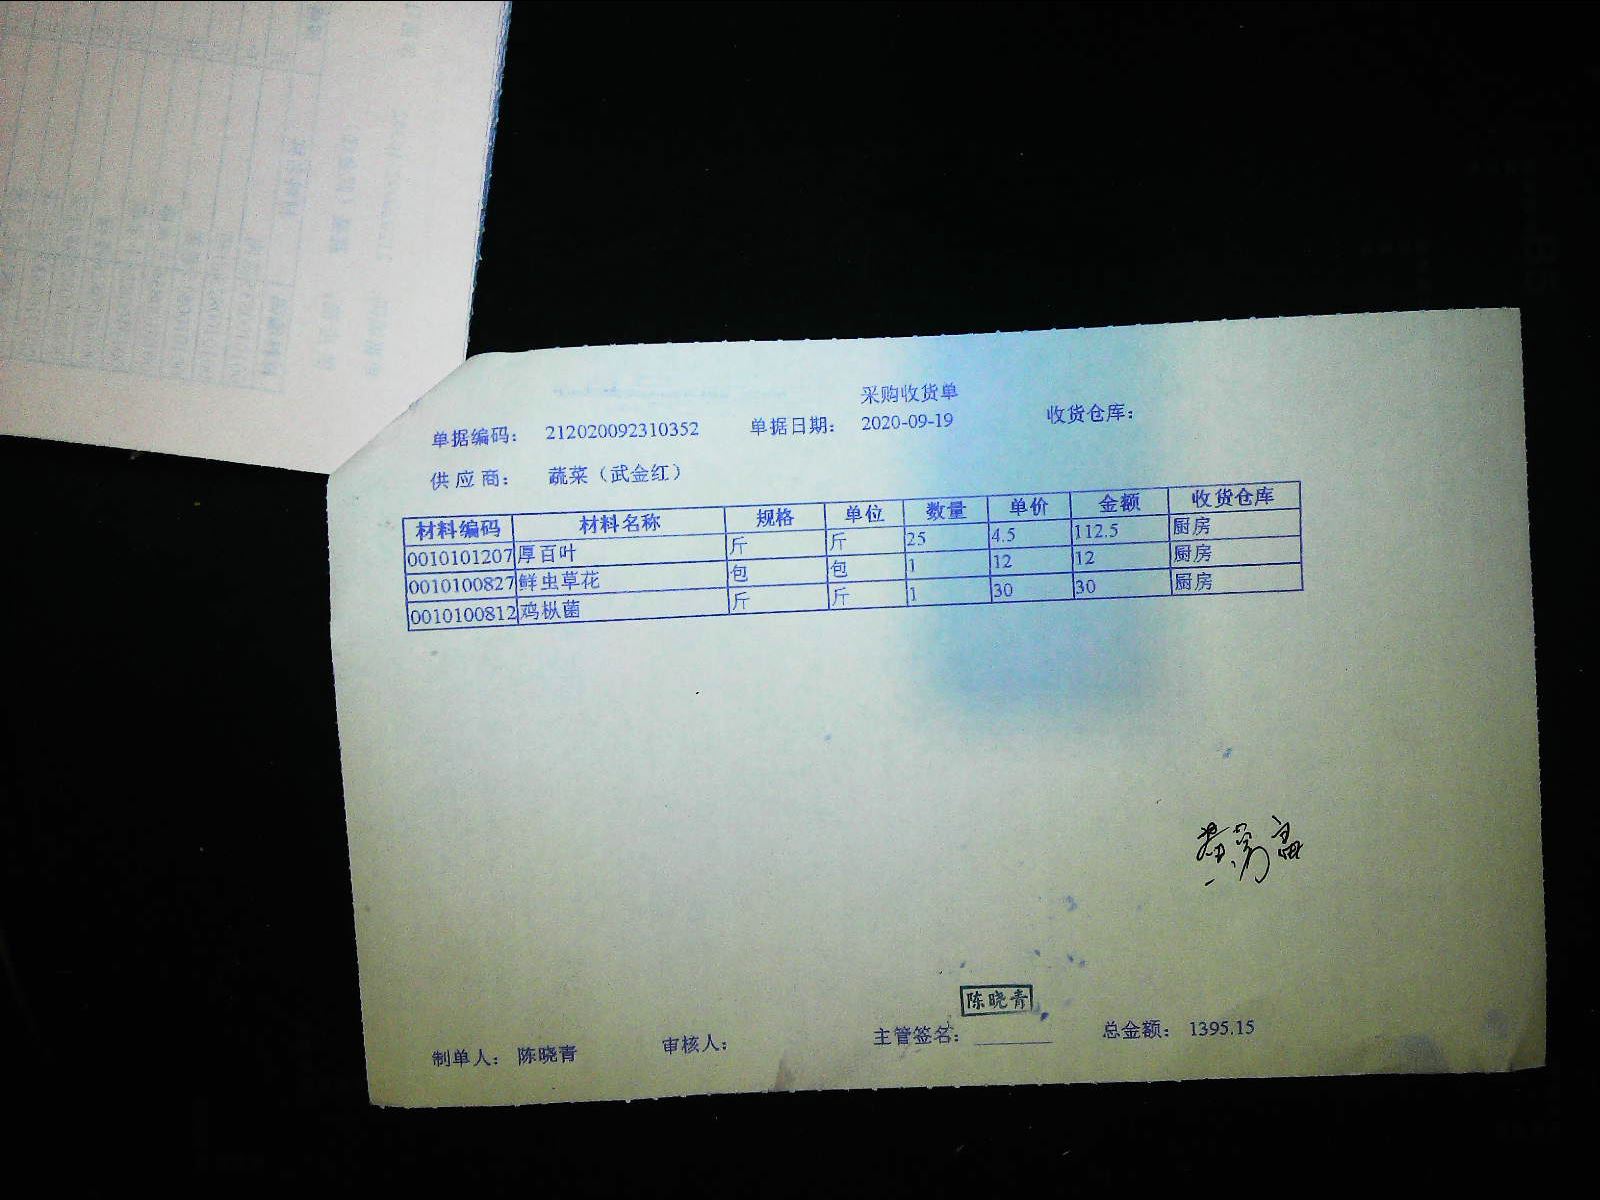 采购收货单
单据编码： 212020092310352 单据日期： 2020-09-19 收货仓库：
供应商： 蔬菜（武金红）
材料编码 材料名称 规格 单位 数量 单价 金额 收货仓库
0010101207 厚百叶 斤 斤 25 4.5 112.5 厨房
0010100827 鲜虫草花 包 包 1 12 12 厨房
0010100812 鸡枞菌 斤 斤 1 30 30 厨房
陈晓青
制单人： 陈晓青 审核人： 主管签名： 总金额： 1395.15